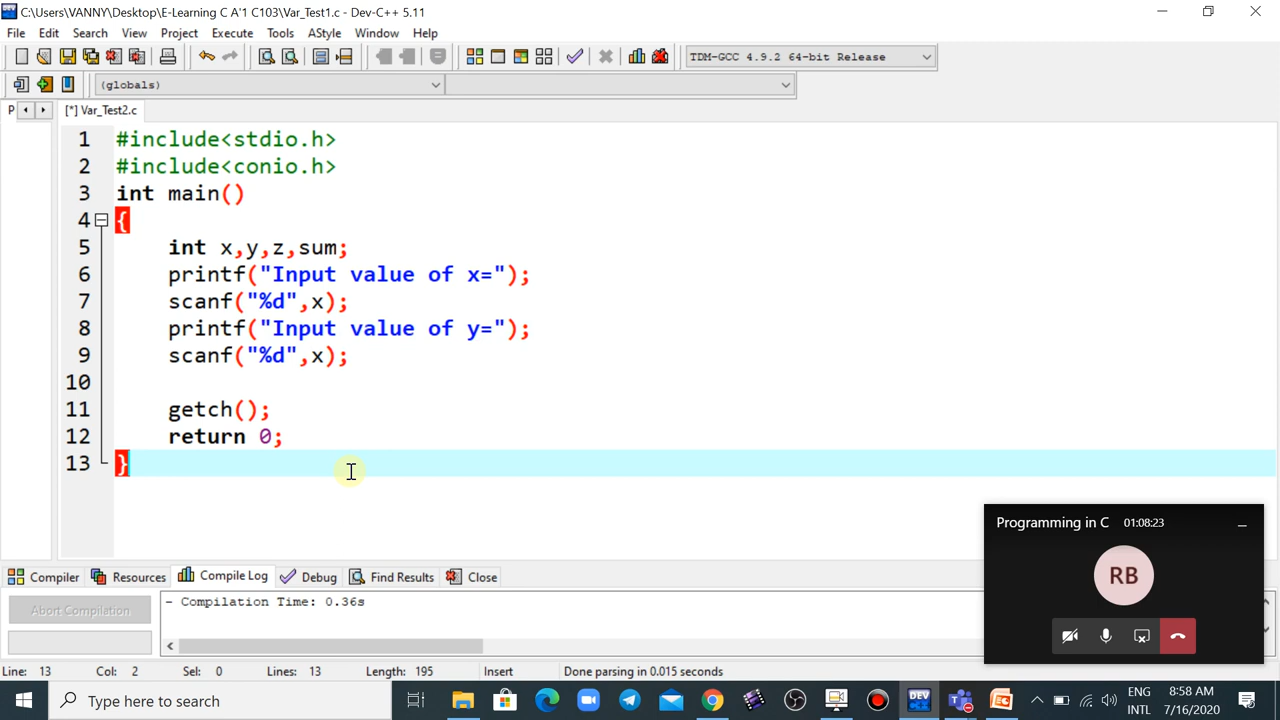 C:\Users\VANNY\Desktop\E-Learning C A'1 C103\Var_Test1.c - Dev-C++ 5.11
File Edit Search View Project Execute Tools AStyle Window Help
TDM-GCC 4.9.2 64-bit Release
(globals)
P [*] Var_Test2.c
1 #include<stdio.h>
2 #include<conio.h>
3 int main()
4 {
5 int x,y,z,sum;
6 printf("Input value of x=");
7 scanf("%d",x);
8 printf("Input value of y=");
9 scanf("%d",x);
10
11 getch();
12 return 0;
13 }
Programming in C 01:08:23
RB
Compiler Resources Compile Log Debug Find Results Close
Abort Compilation
- Compilation Time: 0.36s
Line: 13 Col: 2 Sel: 0 Lines: 13 Length: 195 Insert Done parsing in 0.015 seconds
Type here to search
DEV
ENG
INTL
8:58 AM
7/16/2020